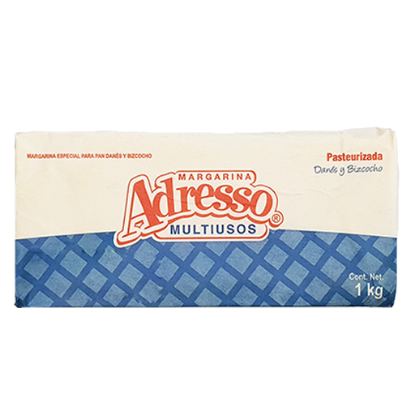 MARGARINA ESPECIAL PARA PAN DANÉS Y BIZCOCHO
Pasteurizada
Danés y Bizcocho
MARGARINA
Adresso®
MULTIUSOS
Cont. Net.
1 kg